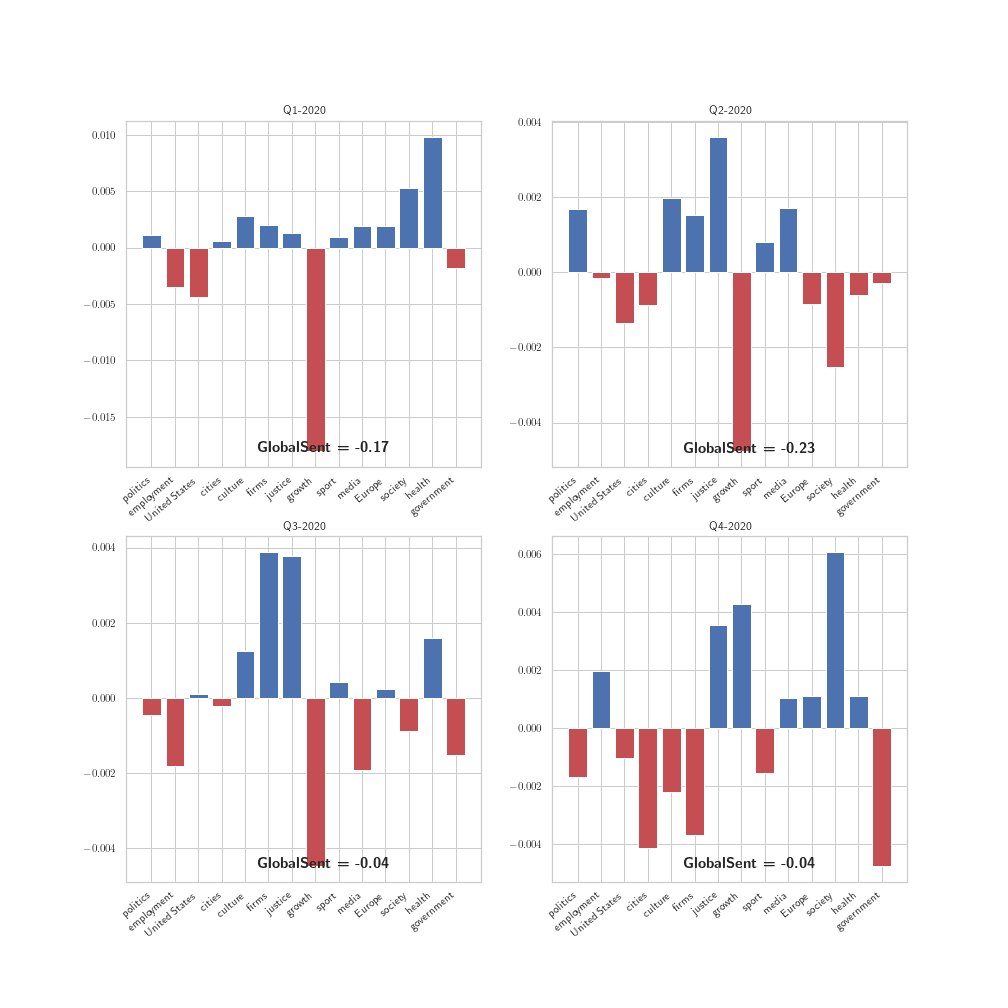 Q1-2020
0.010
0.005
0.000
−0.005
−0.010
−0.015
GlobalSent = -0.17
politics
employment
United States
cities
culture
firms
justice
growth
sport
media
Europe
society
health
government
Q2-2020
0.004
0.002
0.000
−0.002
−0.004
GlobalSent = -0.23
politics
employment
United States
cities
culture
firms
justice
growth
sport
media
Europe
society
health
government
Q3-2020
0.004
0.002
0.000
−0.002
−0.004
GlobalSent = -0.04
politics
employment
United States
cities
culture
firms
justice
growth
sport
media
Europe
society
health
government
Q4-2020
0.006
0.004
0.002
0.000
−0.002
−0.004
GlobalSent = -0.04
politics
employment
United States
cities
culture
firms
justice
growth
sport
media
Europe
society
health
government